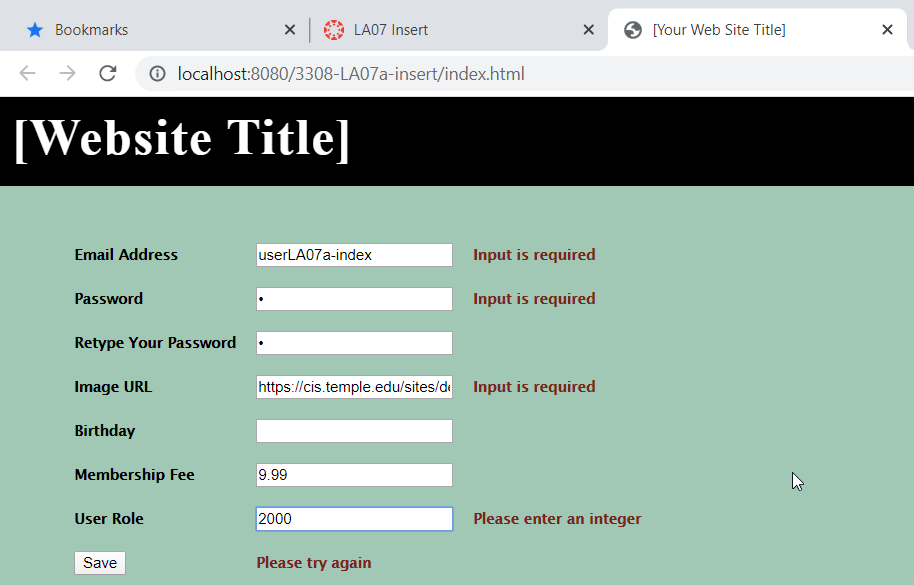 Bookmarks LA07 Insert [Your Web Site Title]
localhost:8080/3308-LA07a-insert/index.html
[Website Title]
Email Address userLA07a-index Input is required
Password • Input is required
Retype Your Password •
Image URL https://cis.temple.edu/sites/de Input is required
Birthday
Membership Fee 9.99
User Role 2000 Please enter an integer
Save Please try again